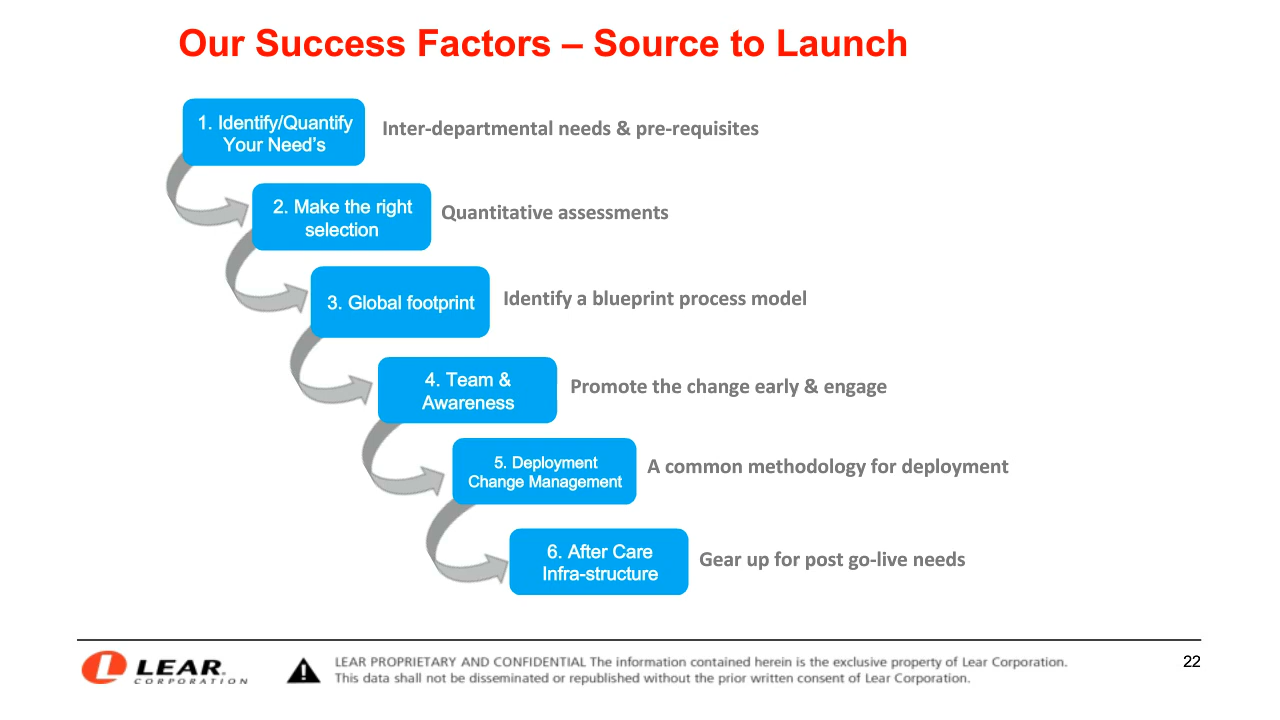 Our Success Factors – Source to Launch
1. Identify/Quantify
Your Need's
Inter-departmental needs & pre-requisites
2. Make the right
selection
Quantitative assessments
3. Global footprint
Identify a blueprint process model
4. Team &
Awareness
Promote the change early & engage
5. Deployment
Change Management
A common methodology for deployment
6. After Care
Infra-structure
Gear up for post go-live needs
LEAR.
CORPORATION
LEAR PROPRIETARY AND CONFIDENTIAL The information contained herein is the exclusive property of Lear Corporation.
This data shall not be disseminated or republished without the prior written consent of Lear Corporation.
22